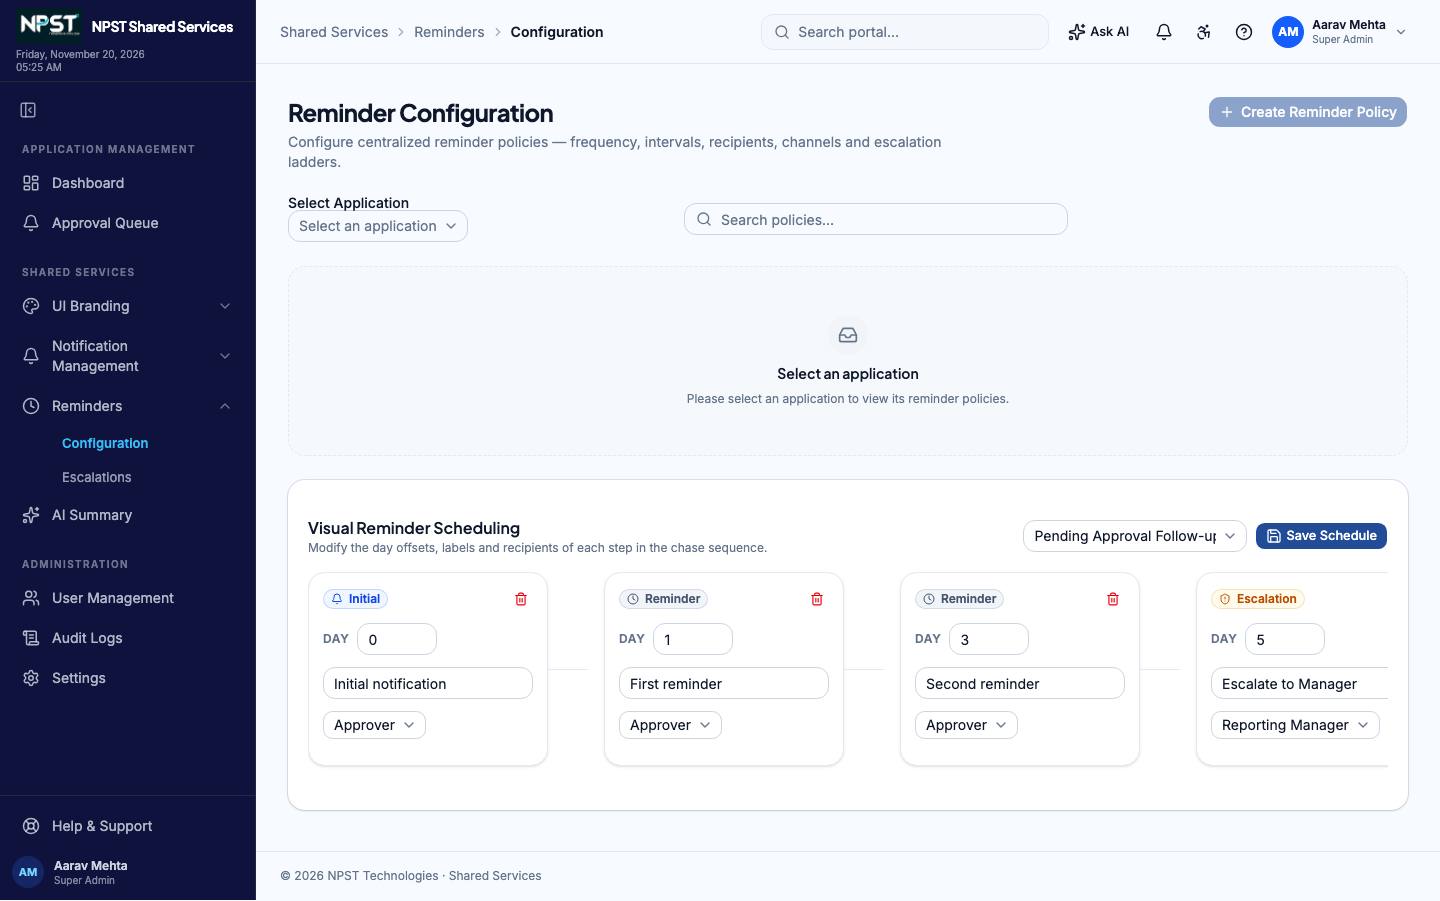 NPST NPST Shared Services
Friday, November 20, 2026
05:25 AM
APPLICATION MANAGEMENT
Dashboard
Approval Queue
SHARED SERVICES
UI Branding
Notification
Management
Reminders
Configuration
Escalations
AI Summary
ADMINISTRATION
User Management
Audit Logs
Settings
Help & Support
AM Aarav Mehta
Super Admin
Shared Services Reminders Configuration
Search portal...
Ask AI
AM Aarav Mehta
Super Admin
Reminder Configuration
Create Reminder Policy
Configure centralized reminder policies — frequency, intervals, recipients, channels and escalation
ladders.
Select Application
Select an application
Search policies...
Select an application
Please select an application to view its reminder policies.
Visual Reminder Scheduling
Modify the day offsets, labels and recipients of each step in the chase sequence.
Pending Approval Follow-up
Save Schedule
Initial
DAY 0
Initial notification
Approver
Reminder
DAY 1
First reminder
Approver
Reminder
DAY 3
Second reminder
Approver
Escalation
DAY 5
Escalate to Manager
Reporting Manager
© 2026 NPST Technologies · Shared Services